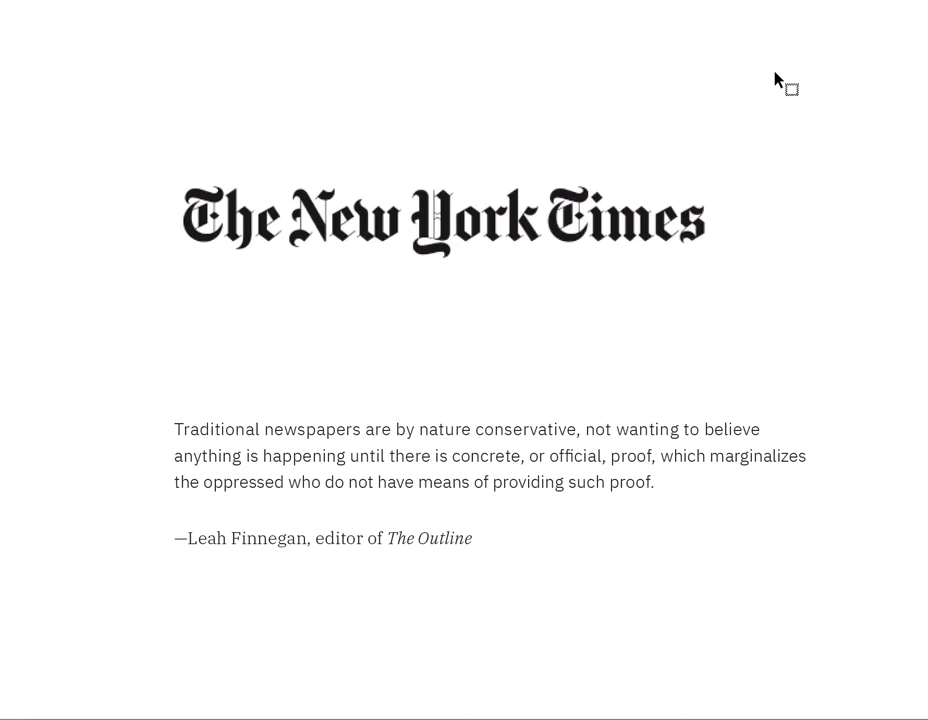 The New York Times
Traditional newspapers are by nature conservative, not wanting to believe
anything is happening until there is concrete, or official, proof, which marginalizes
the oppressed who do not have means of providing such proof.
—Leah Finnegan, editor of The Outline